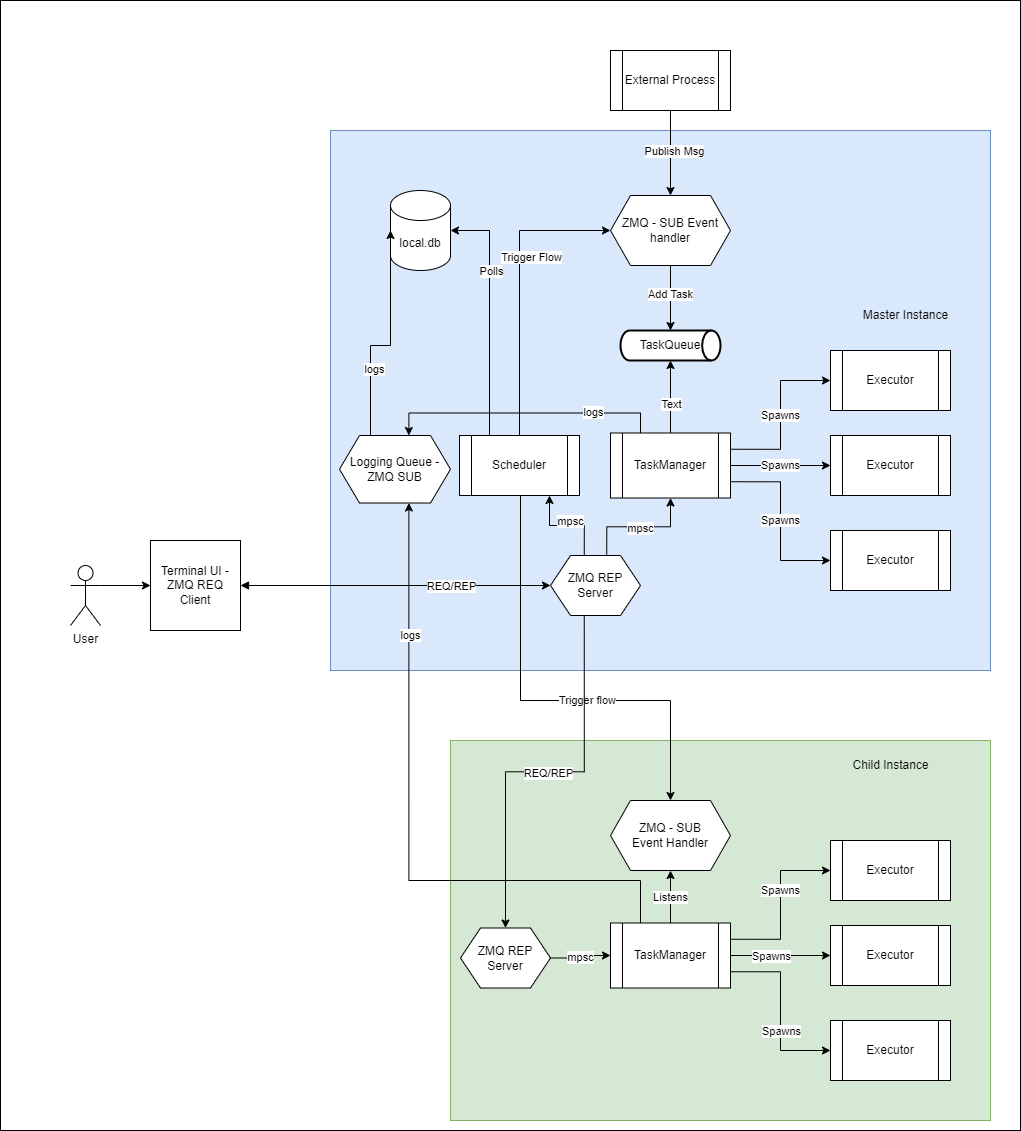 External Process
Publish Msg
ZMQ - SUB Event
handler
local.db
Trigger Flow
Polls
Add Task
Master Instance
TaskQueue
logs
Executor
Text
logs
Spawns
Logging Queue -
ZMQ SUB
Scheduler
TaskManager
Spawns
Executor
mpsc
mpsc
Spawns
Executor
Terminal UI -
ZMQ REQ
Client
REQ/REP
ZMQ REP
Server
User
logs
Trigger flow
Child Instance
REQ/REP
ZMQ - SUB
Event Handler
Executor
Spawns
Listens
ZMQ REP
Server
mpsc
TaskManager
Spawns
Executor
Spawns
Executor